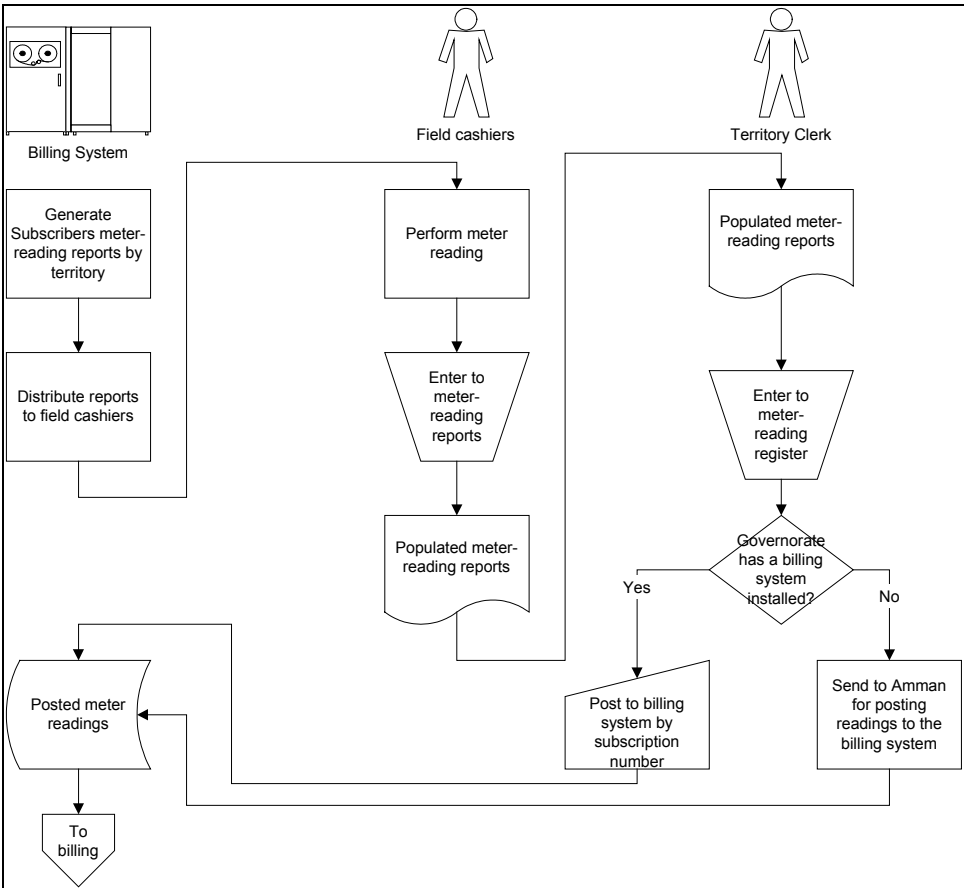 Billing System
Field cashiers
Territory Clerk
Generate
Subscribers meter-
reading reports by
territory
Distribute reports
to field cashiers
Perform meter
reading
Enter to
meter-
reading
reports
Populated meter-
reading reports
Populated meter-
reading reports
Enter to
meter-
reading
register
Governorate
has a billing
system
installed?
Yes
No
Post to billing
system by
subscription
number
Send to Amman
for posting
readings to the
billing system
Posted meter
readings
To
billing